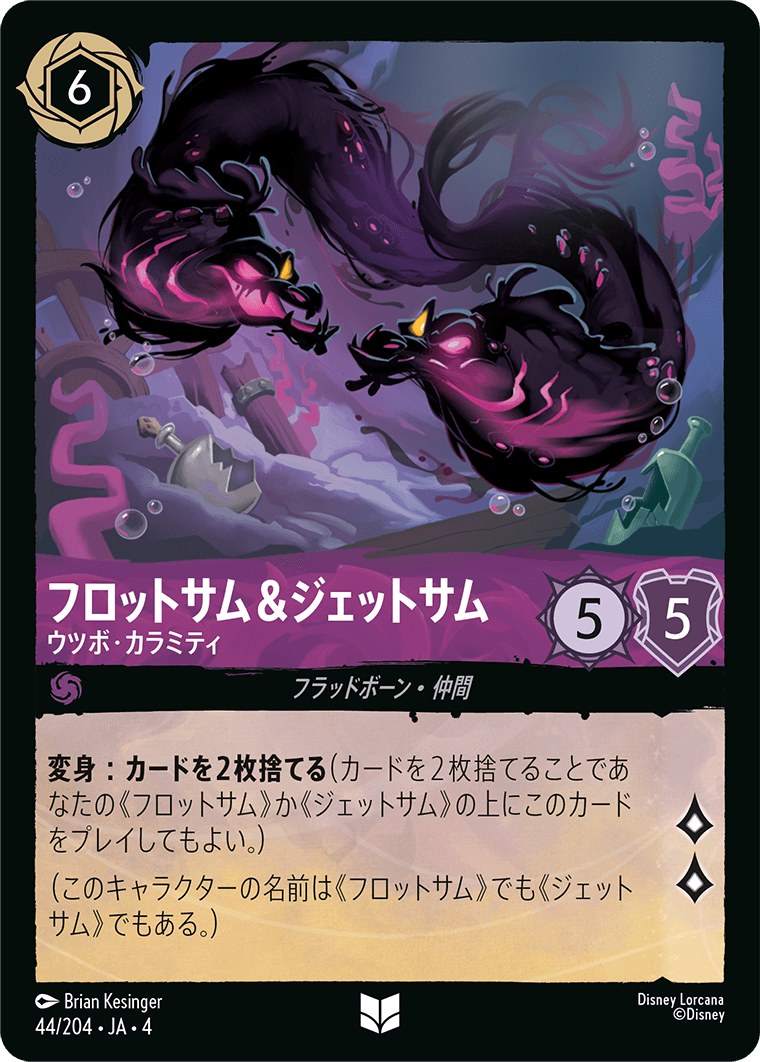 6
フロットサム&ジェットサム
ウツボ・カラミティ
5
5
フラッドボーン・仲間
変身：カードを2枚捨てる(カードを2枚捨てることであ
なたの《フロットサム》か《ジェットサム》の上にこのカード
をプレイしてもよい。)
(このキャラクターの名前は《フロットサム》でも《ジェット
サム》でもある。)
Brian Kesinger
44/204・JA・4
Disney Lorcana
©Disney